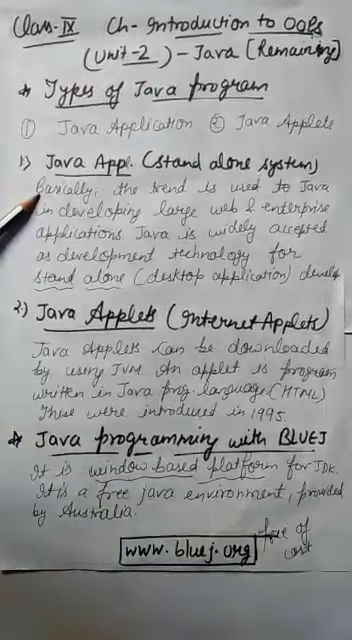 Class-IX Ch- Introduction to OOPs
(Unit-2) - Java [Remaining]
* Types of Java program
① Java Application ② Java Applets
1) Java Appl. (stand alone system)
Basically, the trend is used to Java
in developing large web & enterprise
applications. Java is widely accepted
as development technology for
stand alone (desktop application) develop
2.) Java Applets (Internet Applets)
Java Applets can be downloaded
by using JVM. An applet is program
written in Java prog. language. (HTML)
These were introduced in 1995.
* Java programming with BLUEJ
It is window based platform for JDK.
It is a free java environment, provided
by Australia.
free of
cost
www.bluej.org